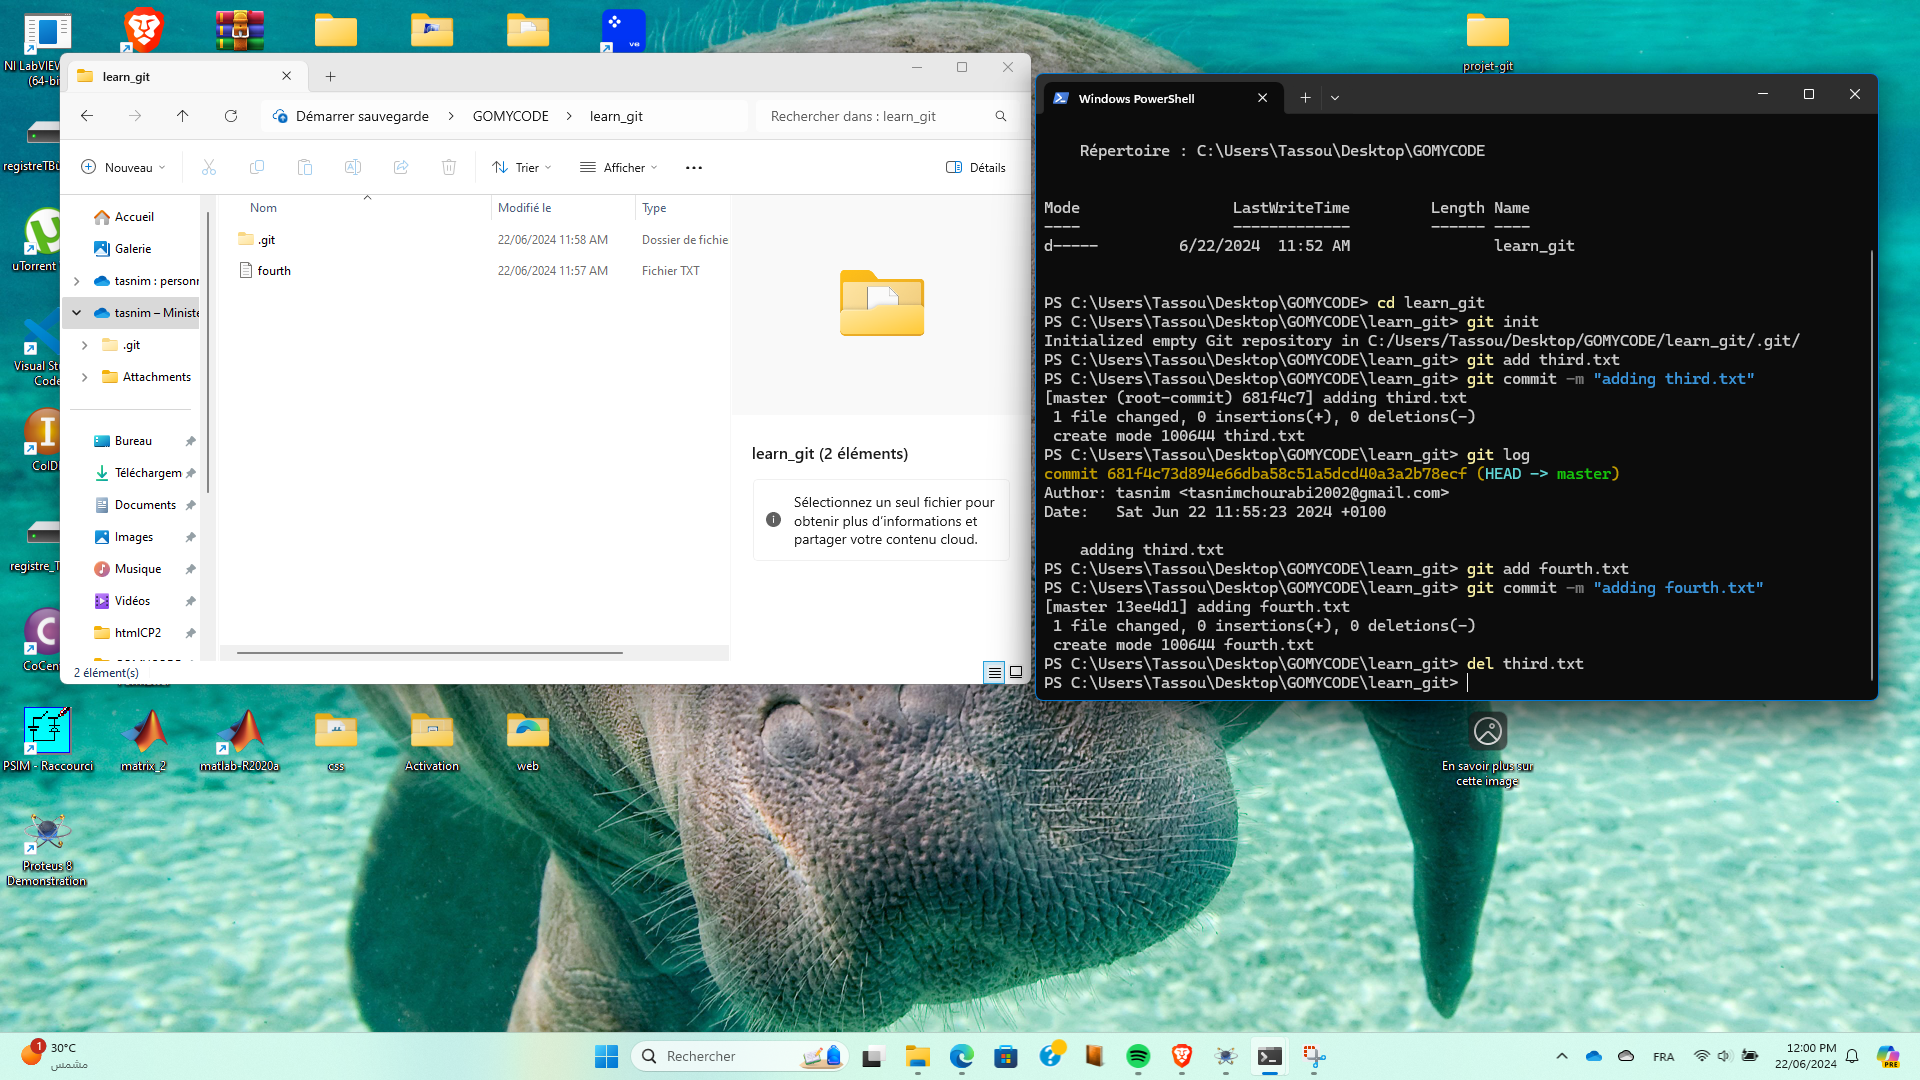 NI LabVIEW
(64-bi
projet-git
learn_git
Démarrer sauvegarde
GOMYCODE
learn_git
Rechercher dans : learn_git
Nouveau
Trier
Afficher
Détails
Nom
Modifié le
Type
.git
22/06/2024 11:58 AM
Dossier de fichie
fourth
22/06/2024 11:57 AM
Fichier TXT
Accueil
Galerie
tasnim : personn
tasnim – Ministè
.git
Attachments
Bureau
Téléchargem
Documents
Images
Musique
Vidéos
htmlCP2
learn_git (2 éléments)
Sélectionnez un seul fichier pour
obtenir plus d’informations et
partager votre contenu cloud.
2 élément(s)
registreTBu
uTorrent
Visual Stu
Code
ColD
registre_T
CoCen
Windows PowerShell
Répertoire : C:\Users\Tassou\Desktop\GOMYCODE
Mode LastWriteTime Length Name
---- ------------- ------ ----
d----- 6/22/2024 11:52 AM learn_git
PS C:\Users\Tassou\Desktop\GOMYCODE> cd learn_git
PS C:\Users\Tassou\Desktop\GOMYCODE\learn_git> git init
Initialized empty Git repository in C:/Users/Tassou/Desktop/GOMYCODE/learn_git/.git/
PS C:\Users\Tassou\Desktop\GOMYCODE\learn_git> git add third.txt
PS C:\Users\Tassou\Desktop\GOMYCODE\learn_git> git commit -m "adding third.txt"
[master (root-commit) 681f4c7] adding third.txt
1 file changed, 0 insertions(+), 0 deletions(-)
create mode 100644 third.txt
PS C:\Users\Tassou\Desktop\GOMYCODE\learn_git> git log
commit 681f4c73d894e66dba58c51a5dcd40a3a2b78ecf (HEAD -> master)
Author: tasnim <tasnimchourabi2002@gmail.com>
Date: Sat Jun 22 11:55:23 2024 +0100
adding third.txt
PS C:\Users\Tassou\Desktop\GOMYCODE\learn_git> git add fourth.txt
PS C:\Users\Tassou\Desktop\GOMYCODE\learn_git> git commit -m "adding fourth.txt"
[master 13ee4d1] adding fourth.txt
1 file changed, 0 insertions(+), 0 deletions(-)
create mode 100644 fourth.txt
PS C:\Users\Tassou\Desktop\GOMYCODE\learn_git> del third.txt
PS C:\Users\Tassou\Desktop\GOMYCODE\learn_git>
PSIM - Raccourci
matrix_2
matlab-R2020a
css
Activation
web
En savoir plus sur
cette image
Proteus 8
Demonstration
1
30°C
مشمس
Rechercher
FRA
12:00 PM
22/06/2024
PRE